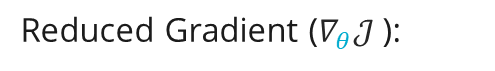 Reduced Gradient (∇θ𝒥 ):